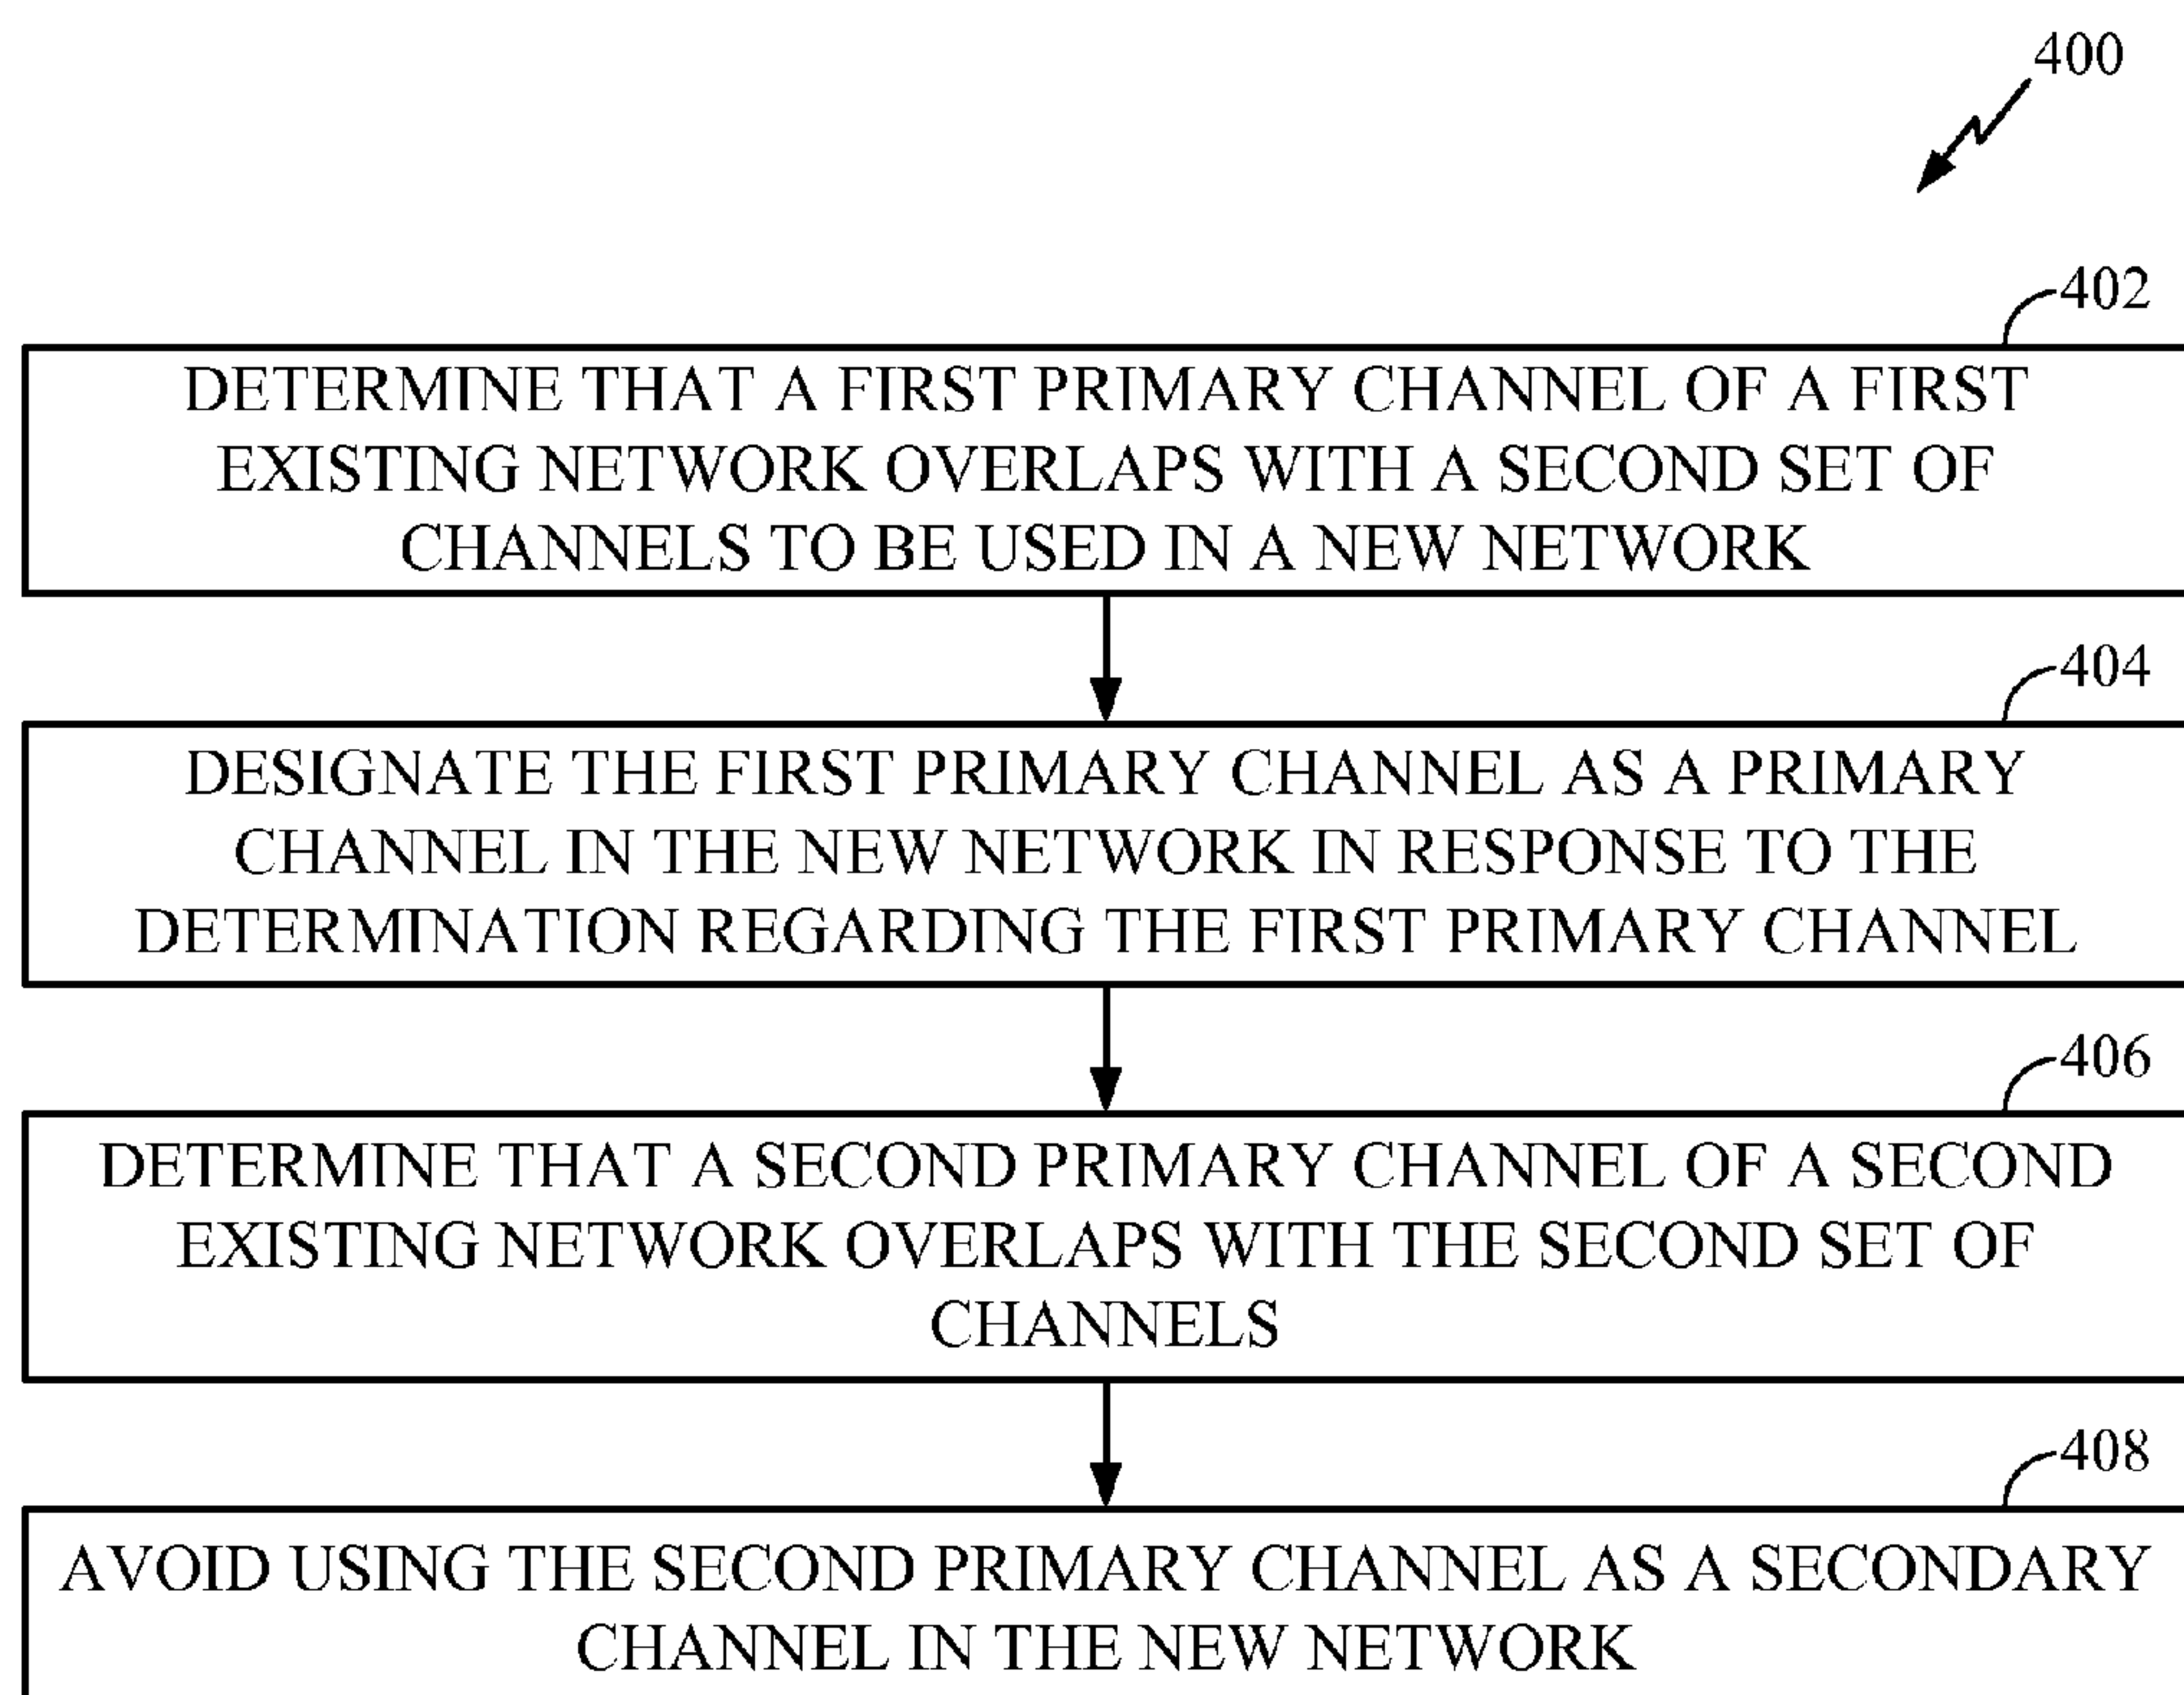 400
402
DETERMINE THAT A FIRST PRIMARY CHANNEL OF A FIRST
EXISTING NETWORK OVERLAPS WITH A SECOND SET OF
CHANNELS TO BE USED IN A NEW NETWORK
404
DESIGNATE THE FIRST PRIMARY CHANNEL AS A PRIMARY
CHANNEL IN THE NEW NETWORK IN RESPONSE TO THE
DETERMINATION REGARDING THE FIRST PRIMARY CHANNEL
406
DETERMINE THAT A SECOND PRIMARY CHANNEL OF A SECOND
EXISTING NETWORK OVERLAPS WITH THE SECOND SET OF
CHANNELS
408
AVOID USING THE SECOND PRIMARY CHANNEL AS A SECONDARY
CHANNEL IN THE NEW NETWORK